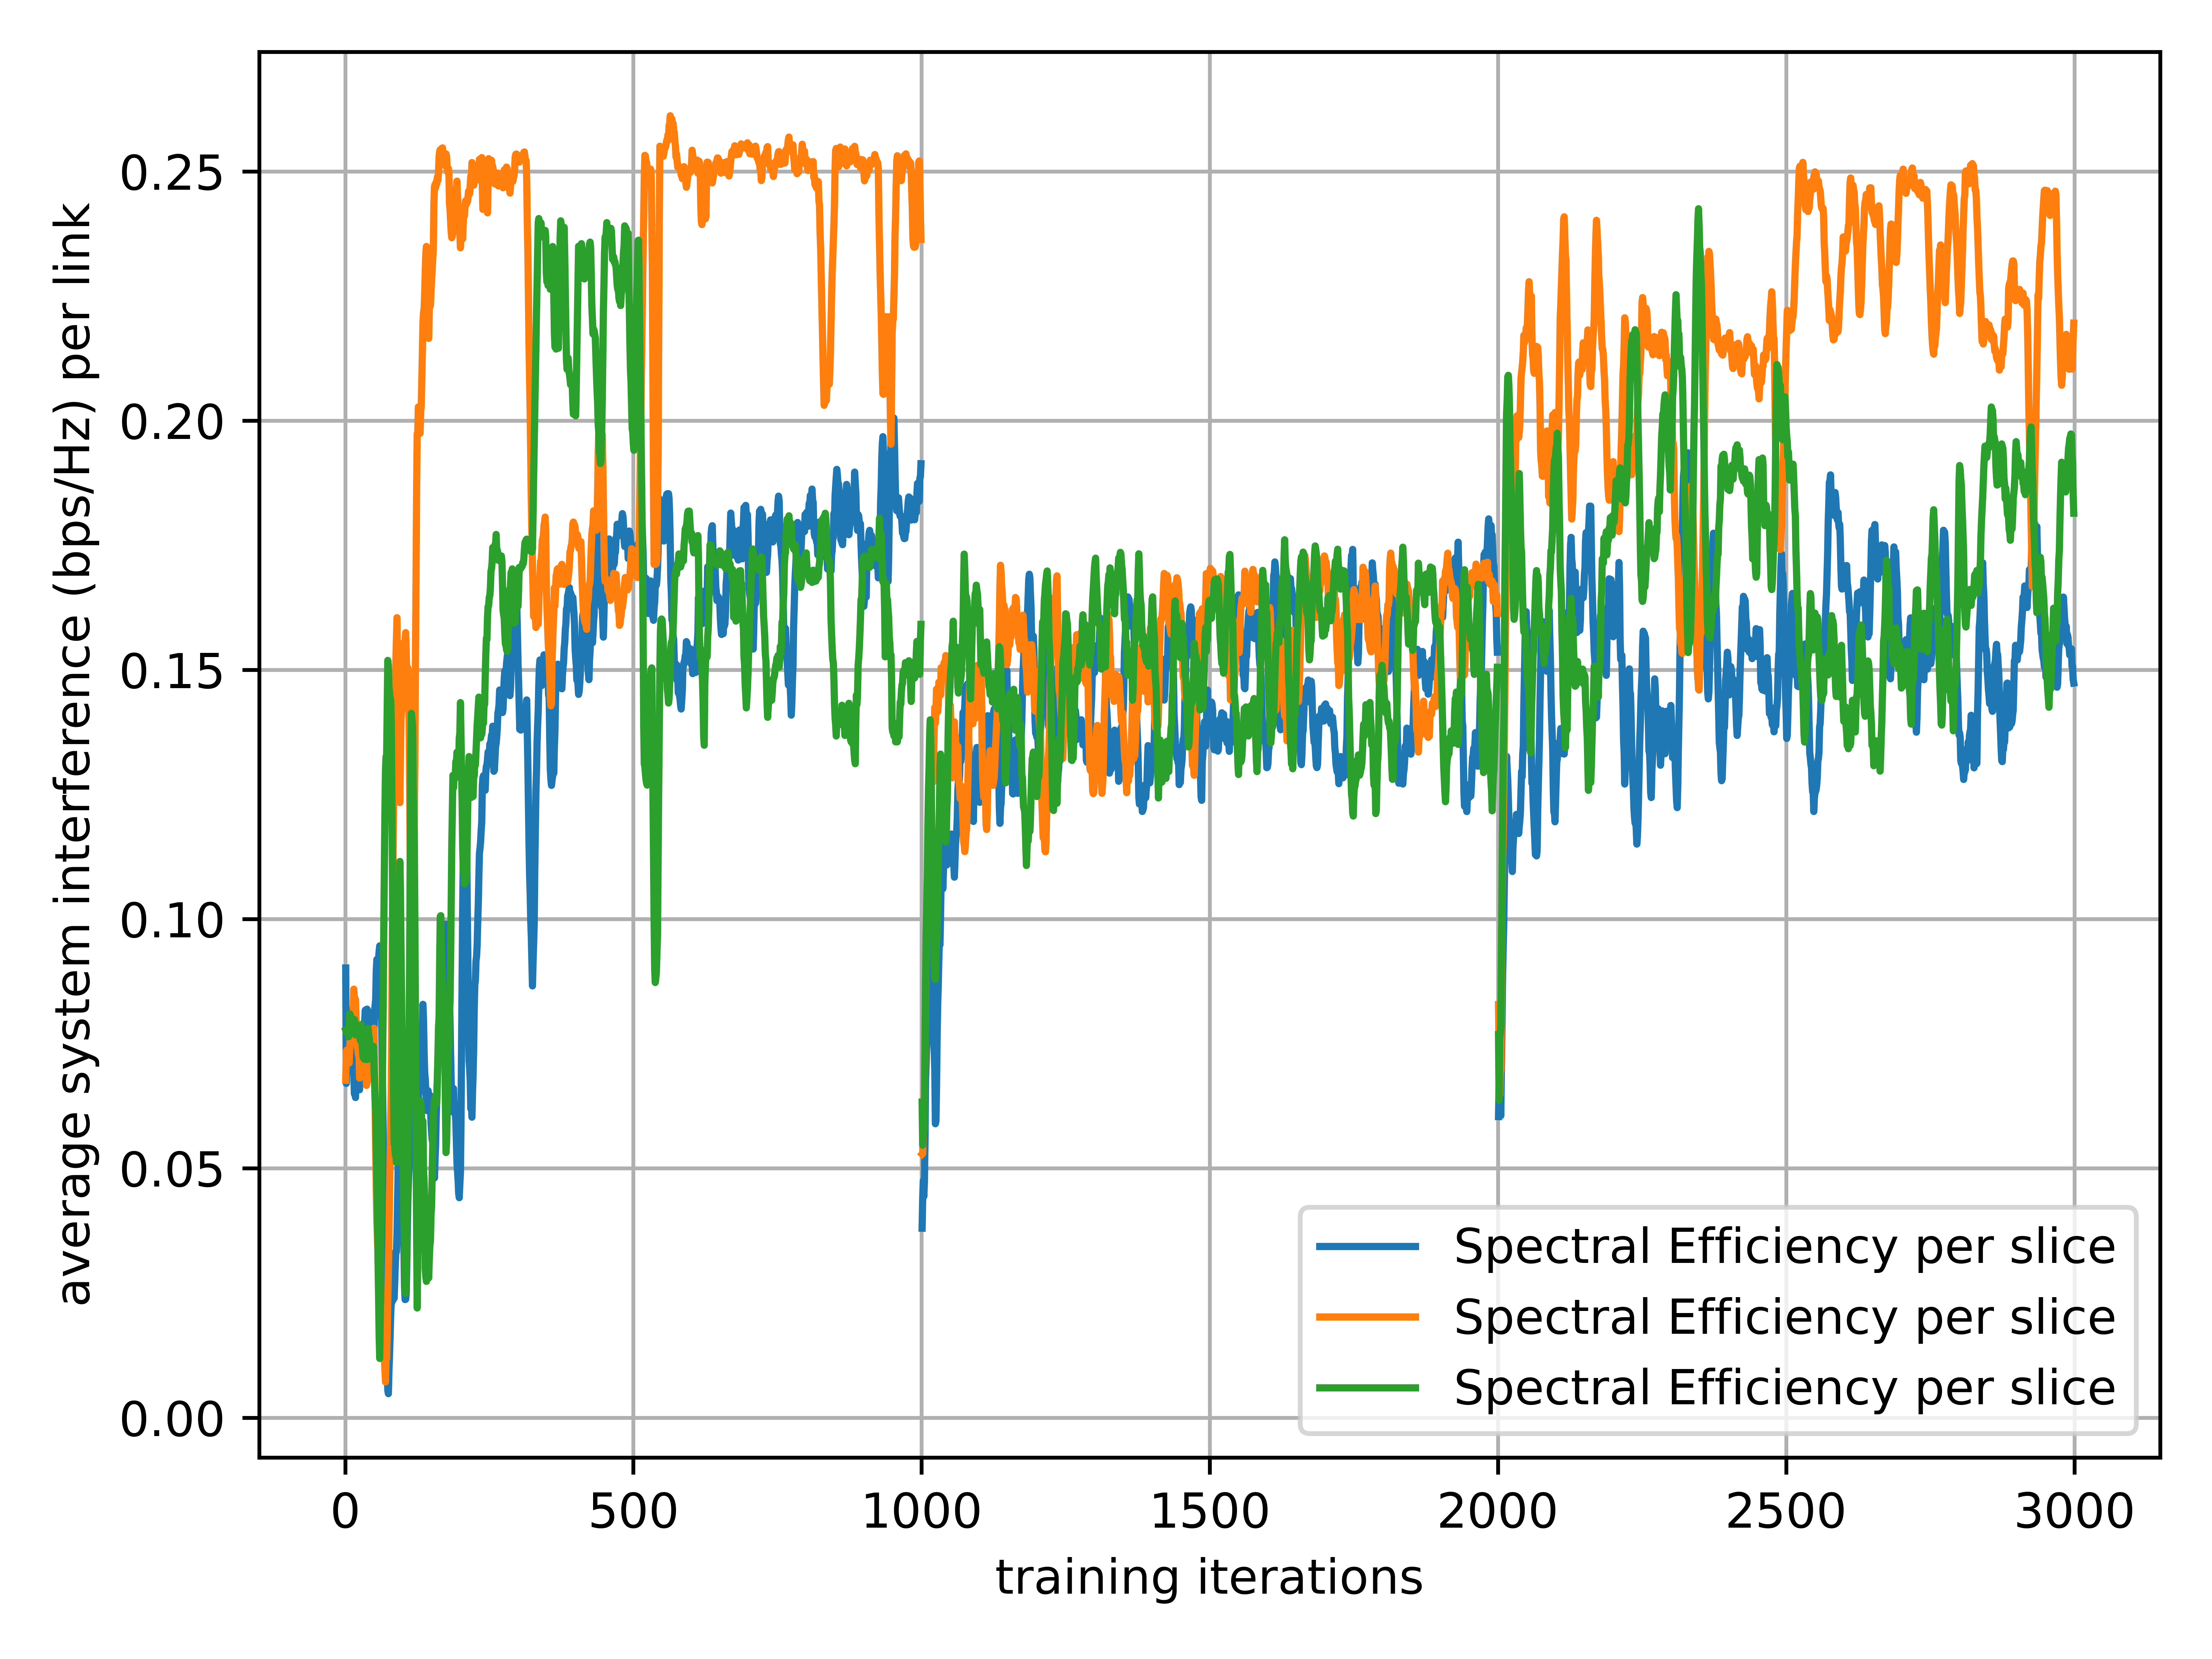 average system interference (bps/Hz) per link
0.25
0.20
0.15
0.10
0.05
0.00
0 500 1000 1500 2000 2500 3000
training iterations
Spectral Efficiency per slice
Spectral Efficiency per slice
Spectral Efficiency per slice